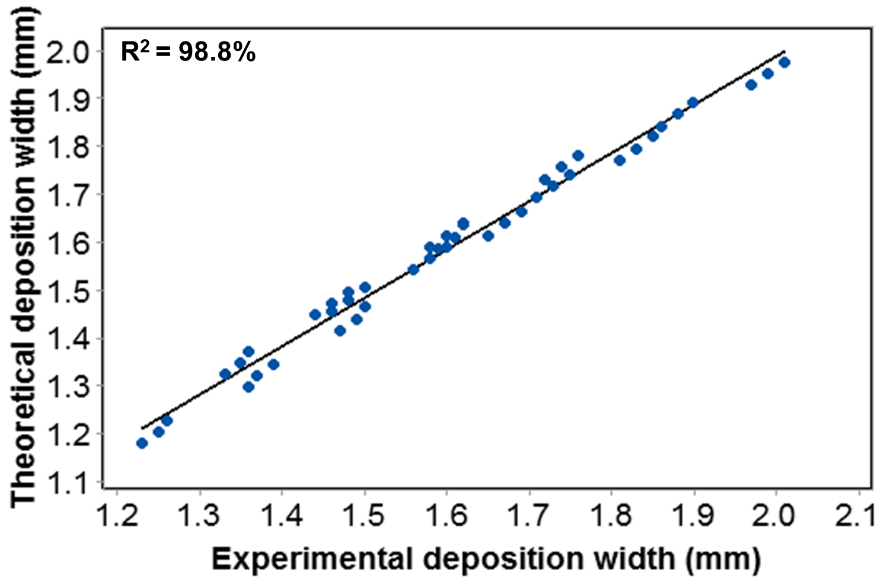 R² = 98.8%
Theoretical deposition width (mm)
2.0
1.9
1.8
1.7
1.6
1.5
1.4
1.3
1.2
1.1
1.2 1.3 1.4 1.5 1.6 1.7 1.8 1.9 2.0 2.1
Experimental deposition width (mm)